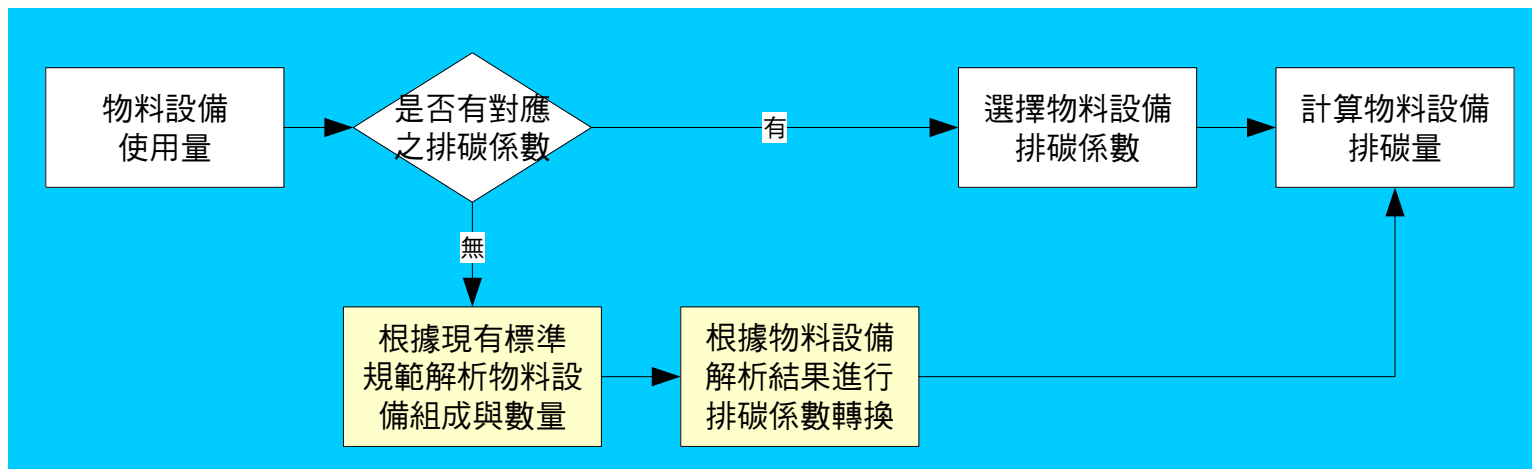 物料設備
使用量
是否有對應
之排碳係數
有
選擇物料設備
排碳係數
計算物料設備
排碳量
無
根據現有標準
規範解析物料設
備組成與數量
根據物料設備
解析結果進行
排碳係數轉換